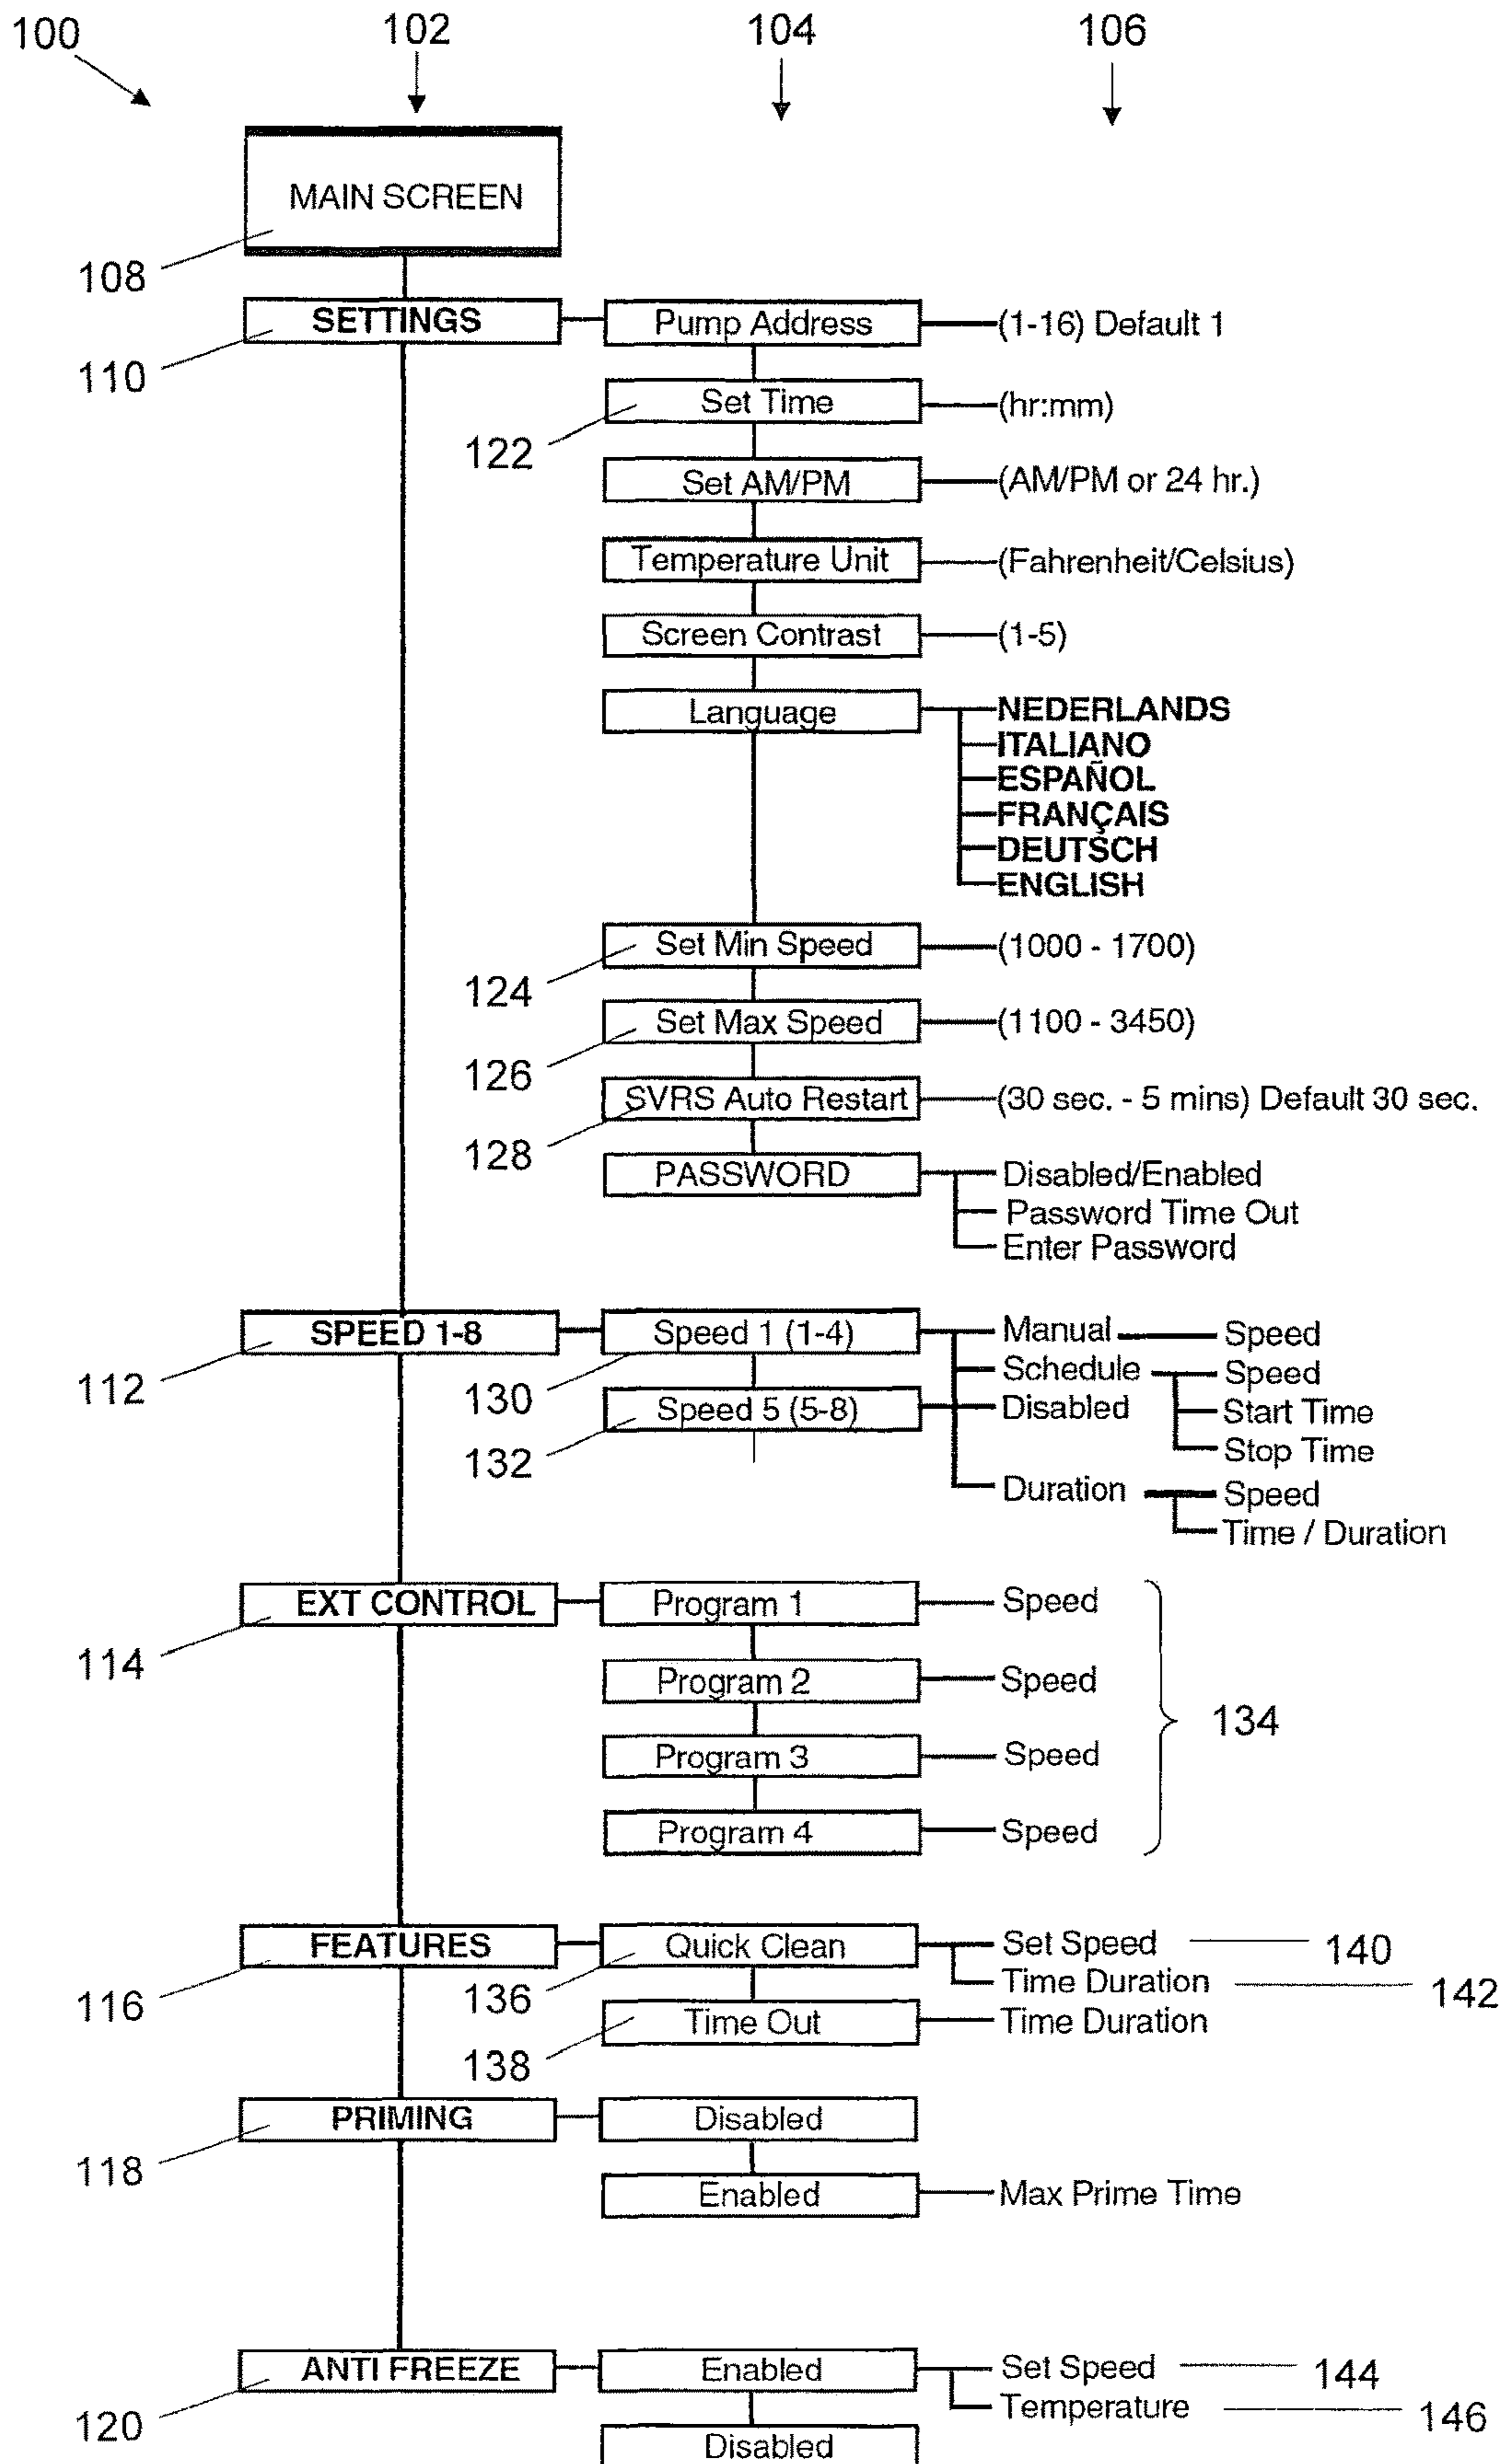 100 102 104 106
MAIN SCREEN
108
SETTINGS Pump Address (1-16) Default 1
110
Set Time (hr:mm)
122
Set AM/PM (AM/PM or 24 hr.)
Temperature Unit (Fahrenheit/Celsius)
Screen Contrast (1-5)
Language NEDERLANDS
ITALIANO
ESPAÑOL
FRANÇAIS
DEUTSCH
ENGLISH
Set Min Speed (1000 - 1700)
124
Set Max Speed (1100 - 3450)
126
SVRS Auto Restart (30 sec. - 5 mins) Default 30 sec.
128
PASSWORD Disabled/Enabled
Password Time Out
Enter Password
SPEED 1-8 Speed 1 (1-4) Manual Speed
Schedule Speed
112 130
Speed 5 (5-8) Disabled Start Time
132 Stop Time
Duration Speed
Time / Duration
EXT CONTROL Program 1 Speed
114
Program 2 Speed
134
Program 3 Speed
Program 4 Speed
FEATURES Quick Clean Set Speed 140
116 136 Time Duration 142
Time Out Time Duration
138
PRIMING Disabled
118
Enabled Max Prime Time
ANTI FREEZE Enabled Set Speed 144
120 Temperature 146
Disabled